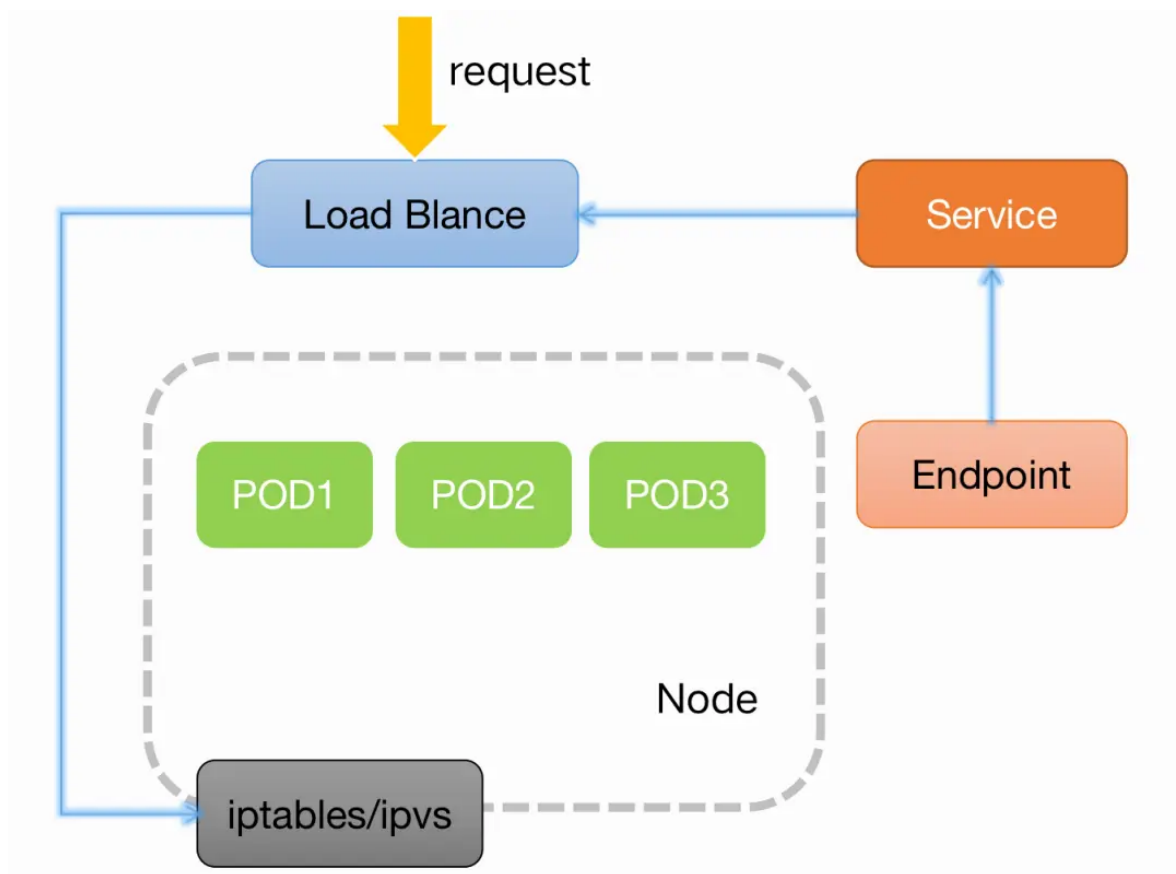 request
Load Blance
Service
POD1
POD2
POD3
Endpoint
Node
iptables/ipvs